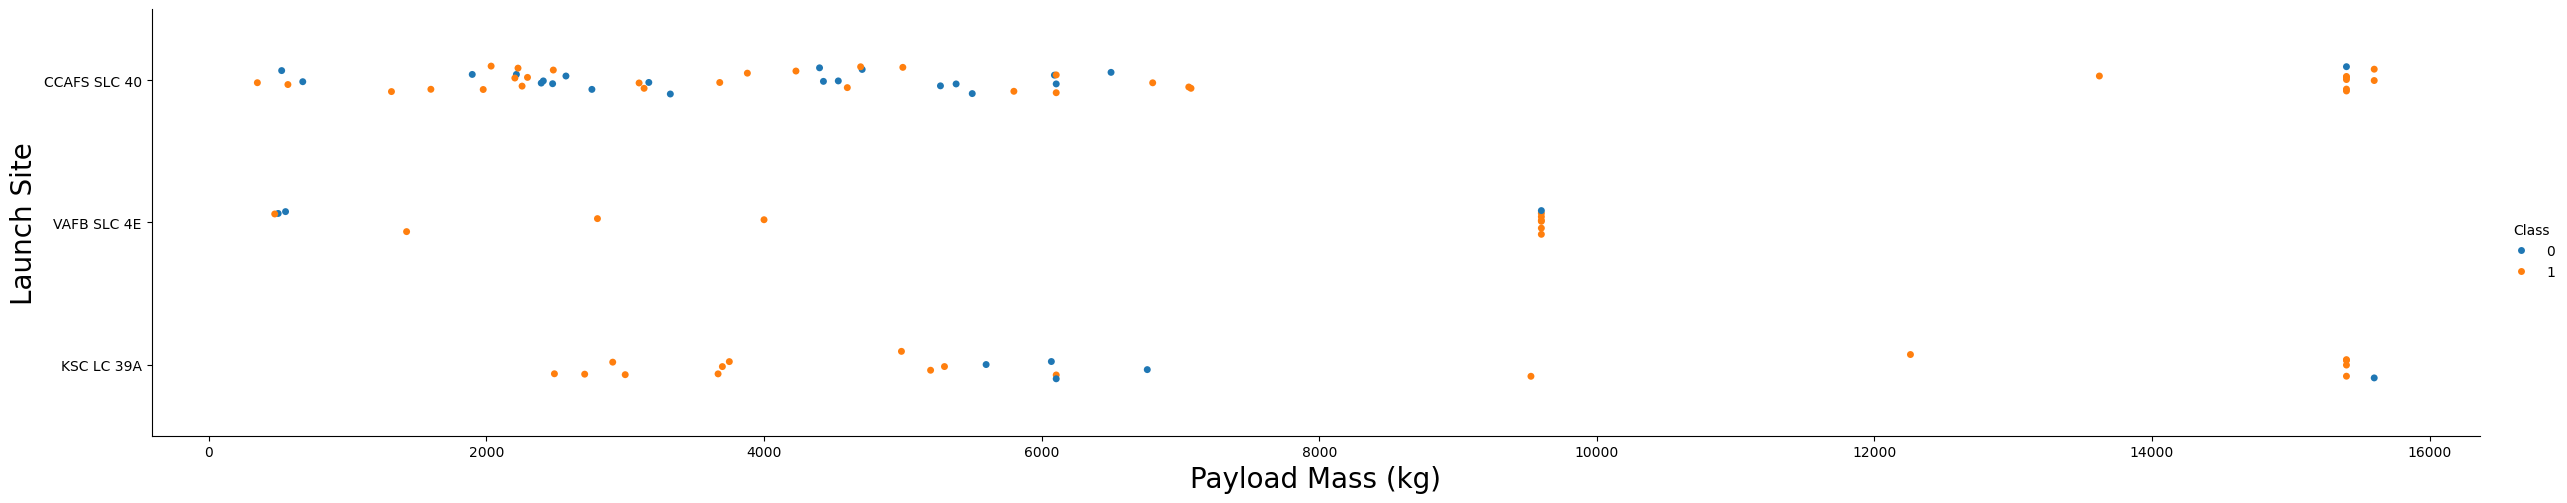 CCAFS SLC 40
VAFB SLC 4E
KSC LC 39A
Launch Site
0 2000 4000 6000 8000 10000 12000 14000 16000
Payload Mass (kg)
Class
0
1